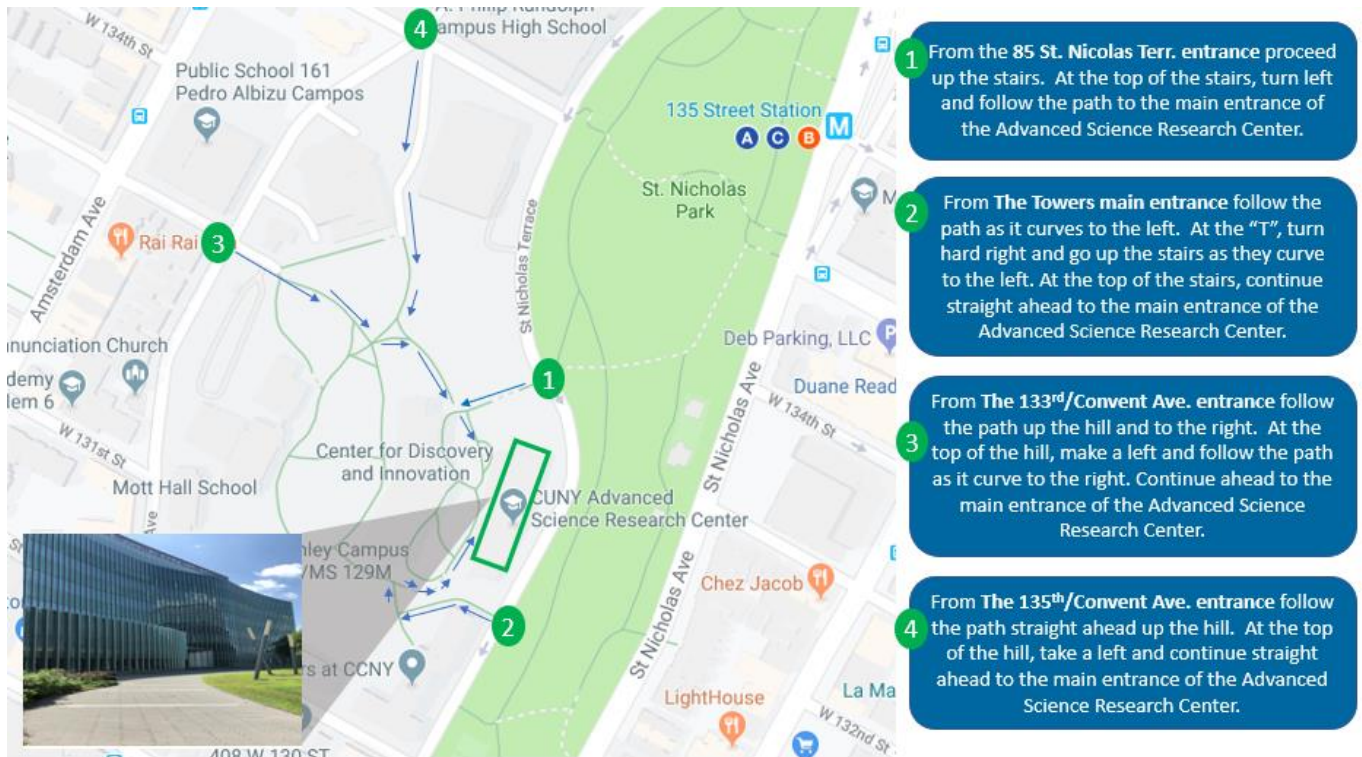 A. Philip Randolph
Campus High School
4
W 134th St
Public School 161
Pedro Albizu Campos
135 Street Station
A C B M
St. Nicholas
Park
M
Amsterdam Ave
Rai Rai
3
St Nicholas Terrace
Deb Parking, LLC
P
Duane Read
nnunciation Church
demy
lem 6
1
W 134th St
W 131st St
Center for Discovery
and Innovation
Mott Hall School
Ave
St Nicholas Ave
CUNY Advanced
Science Research Center
nley Campus
/MS 129M
Chez Jacob
2
St Nicholas Ave
rs at CCNY
LightHouse
La Ma
W 132nd St
408 W 130 ST
1
From the 85 St. Nicolas Terr. entrance proceed
up the stairs. At the top of the stairs, turn left
and follow the path to the main entrance of
the Advanced Science Research Center.
2
From The Towers main entrance follow the
path as it curves to the left. At the “T”, turn
hard right and go up the stairs as they curve
to the left. At the top of the stairs, continue
straight ahead to the main entrance of the
Advanced Science Research Center.
3
From The 133rd/Convent Ave. entrance follow
the path up the hill and to the right. At the
top of the hill, make a left and follow the path
as it curve to the right. Continue ahead to the
main entrance of the Advanced Science
Research Center.
4
From The 135th/Convent Ave. entrance follow
the path straight ahead up the hill. At the top
of the hill, take a left and continue straight
ahead to the main entrance of the Advanced
Science Research Center.